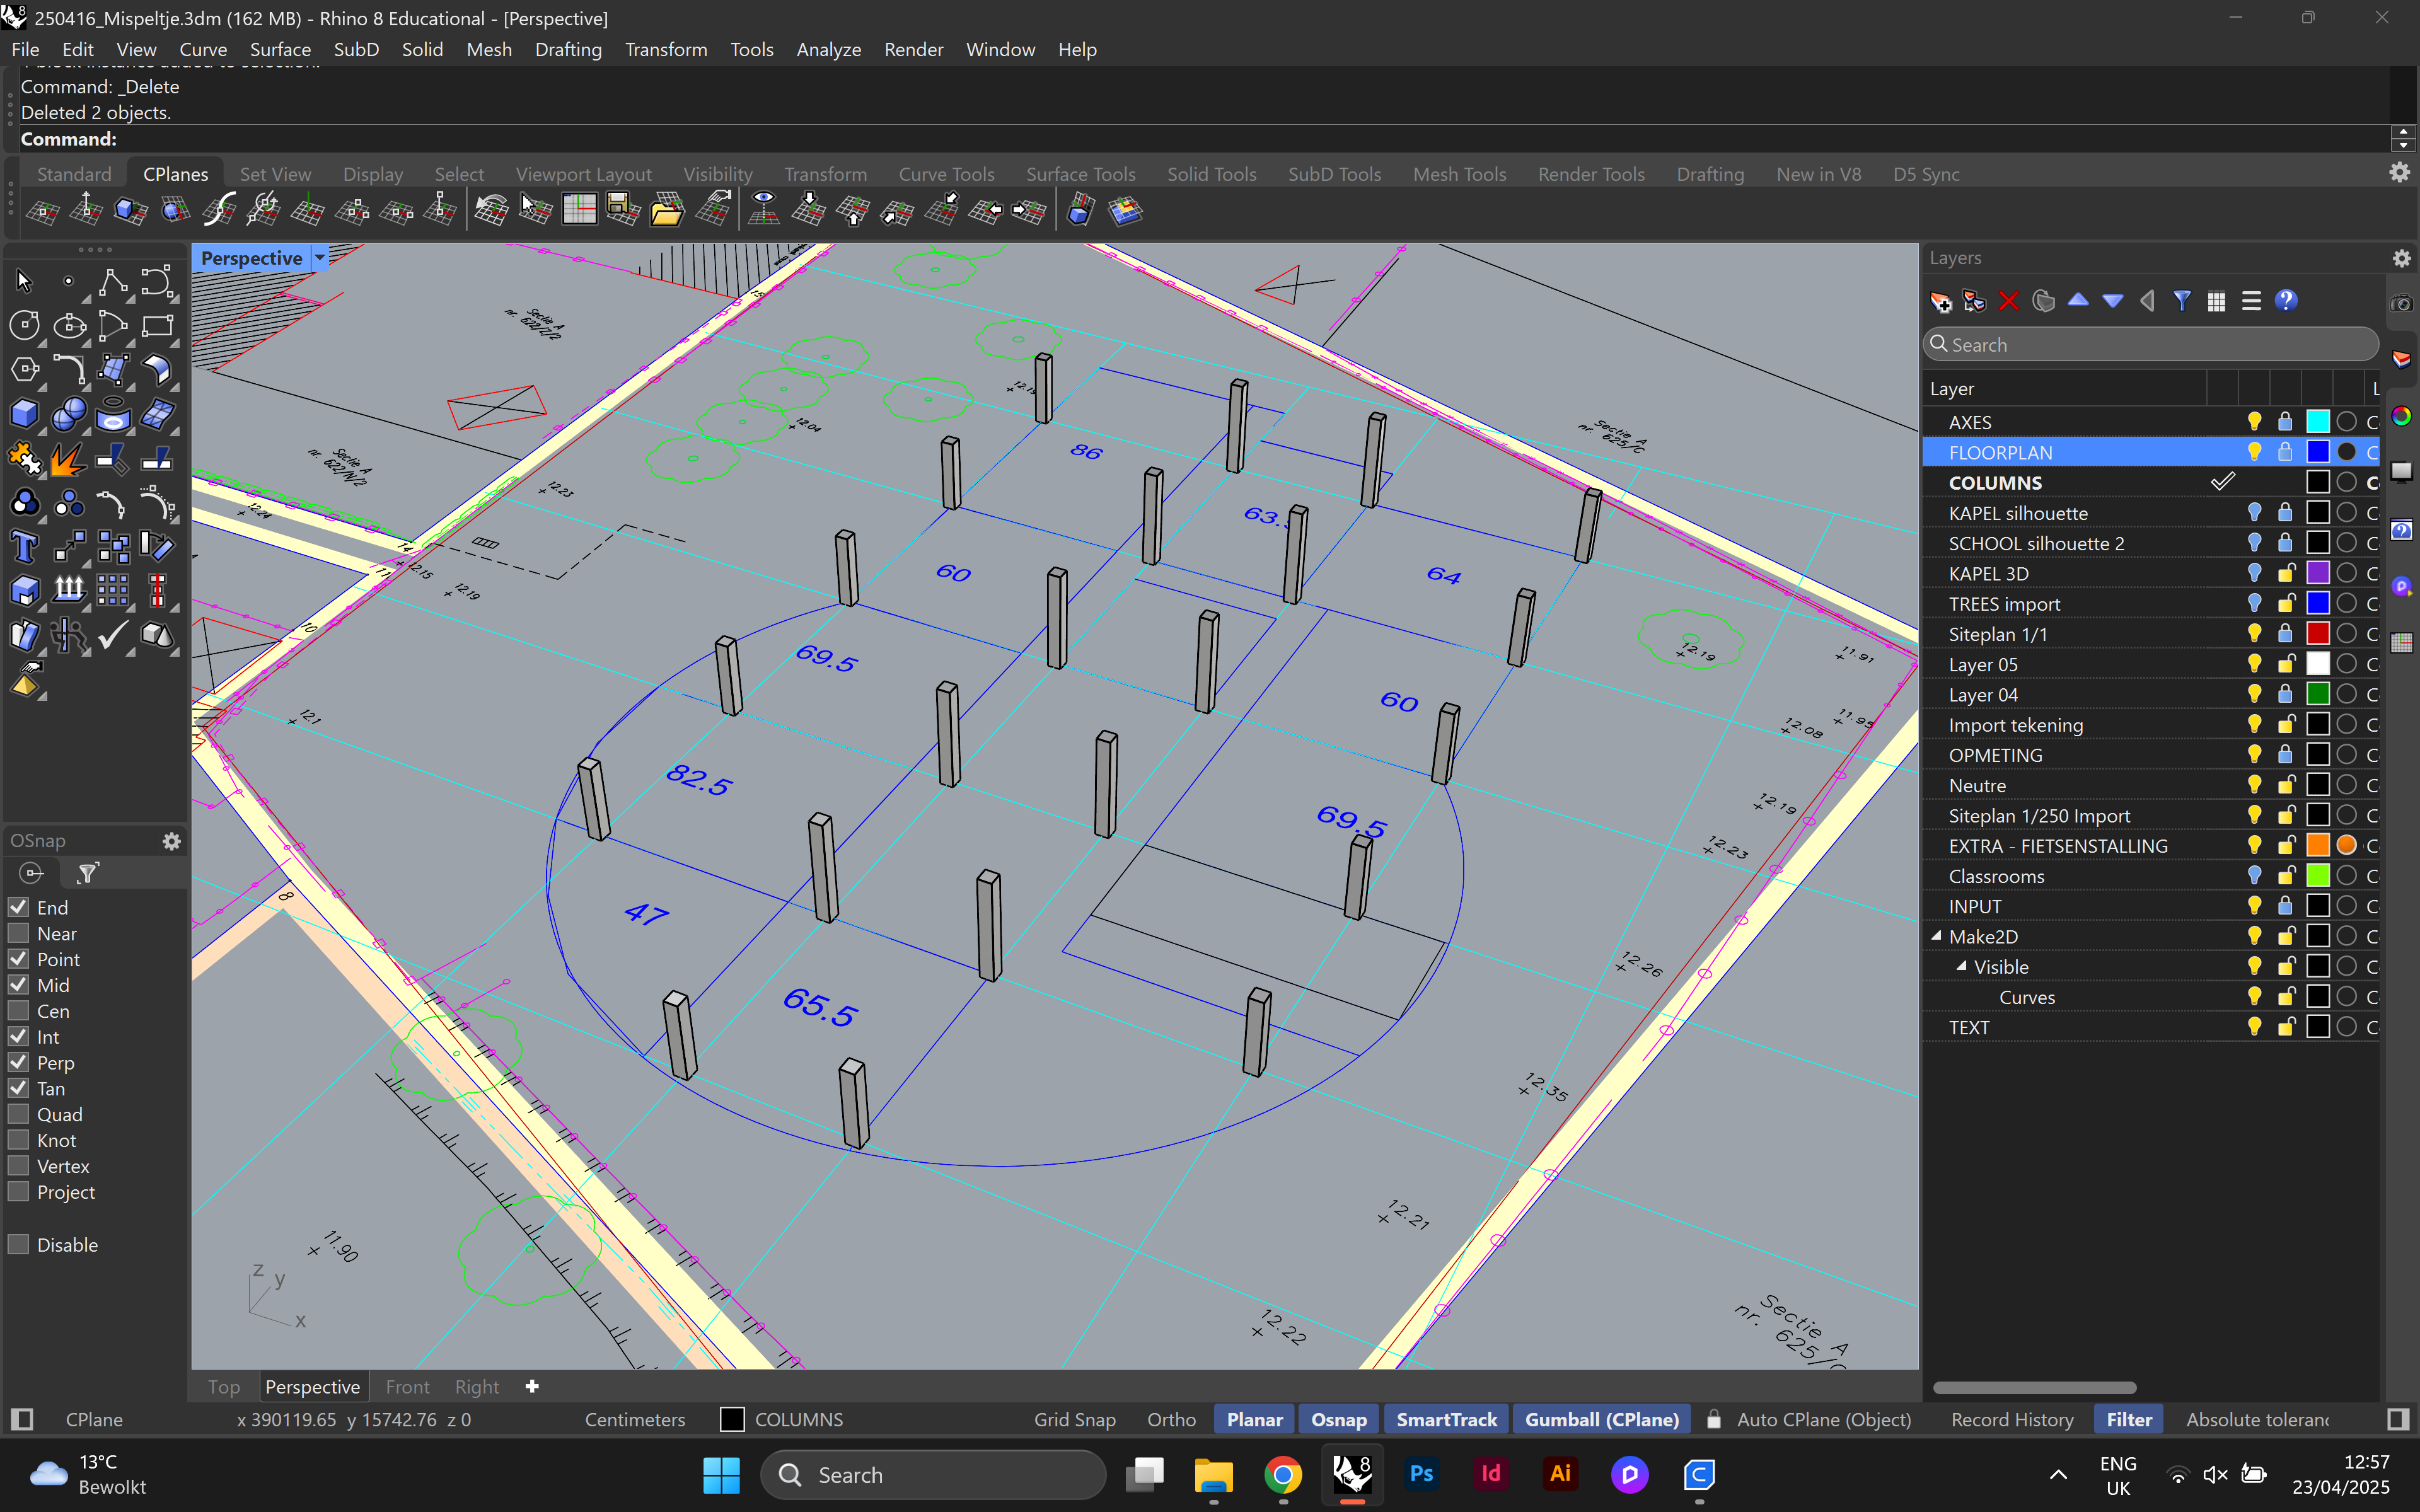 250416_Mispeltje.3dm (162 MB) - Rhino 8 Educational - [Perspective]
File Edit View Curve Surface SubD Solid Mesh Drafting Transform Tools Analyze Render Window Help
Command: _Delete
Deleted 2 objects.
Command:
Standard CPlanes Set View Display Select Viewport Layout Visibility Transform Curve Tools Surface Tools Solid Tools SubD Tools Mesh Tools Render Tools Drafting New in V8 D5 Sync
Perspective
Sectie A
nr. 622/Z/2
Sectie A
nr. 622/N/2
Sectie A
nr. 625/C
15
14
11
10
8
12.19
12.04
12.23
12.24
12.15
12.19
12.1
86
63.
60
64
69.5
60
82.5
69.5
47
65.5
12.19
11.91
11.95
12.08
12.19
12.23
12.26
12.35
12.21
12.22
11.90
Sectie A
nr. 625/C
z
y
x
OSnap
End
Near
Point
Mid
Cen
Int
Perp
Tan
Quad
Knot
Vertex
Project
Disable
Layers
Search
Layer
AXES
FLOORPLAN
COLUMNS
KAPEL silhouette
SCHOOL silhouette 2
KAPEL 3D
TREES import
Siteplan 1/1
Layer 05
Layer 04
Import tekening
OPMETING
Neutre
Siteplan 1/250 Import
EXTRA - FIETSENSTALLING
Classrooms
INPUT
Make2D
Visible
Curves
TEXT
Top Perspective Front Right
CPlane x 390119.65 y 15742.76 z 0 Centimeters COLUMNS Grid Snap Ortho Planar Osnap SmartTrack Gumball (CPlane) Auto CPlane (Object) Record History Filter Absolute toleran
13°C
Bewolkt
Search
8
Ps
Id
Ai
ENG
UK
12:57
23/04/2025